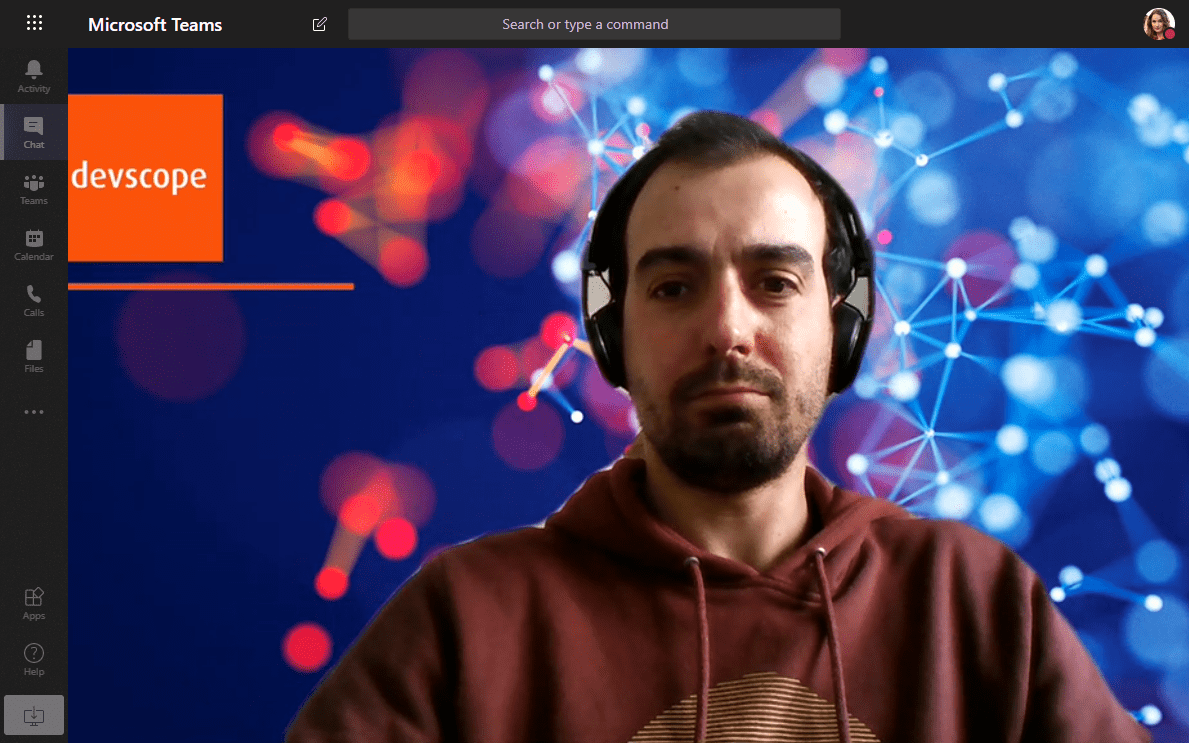 Microsoft Teams
Search or type a command
Activity
Chat
Teams
Calendar
Calls
Files
Apps
Help
devscope